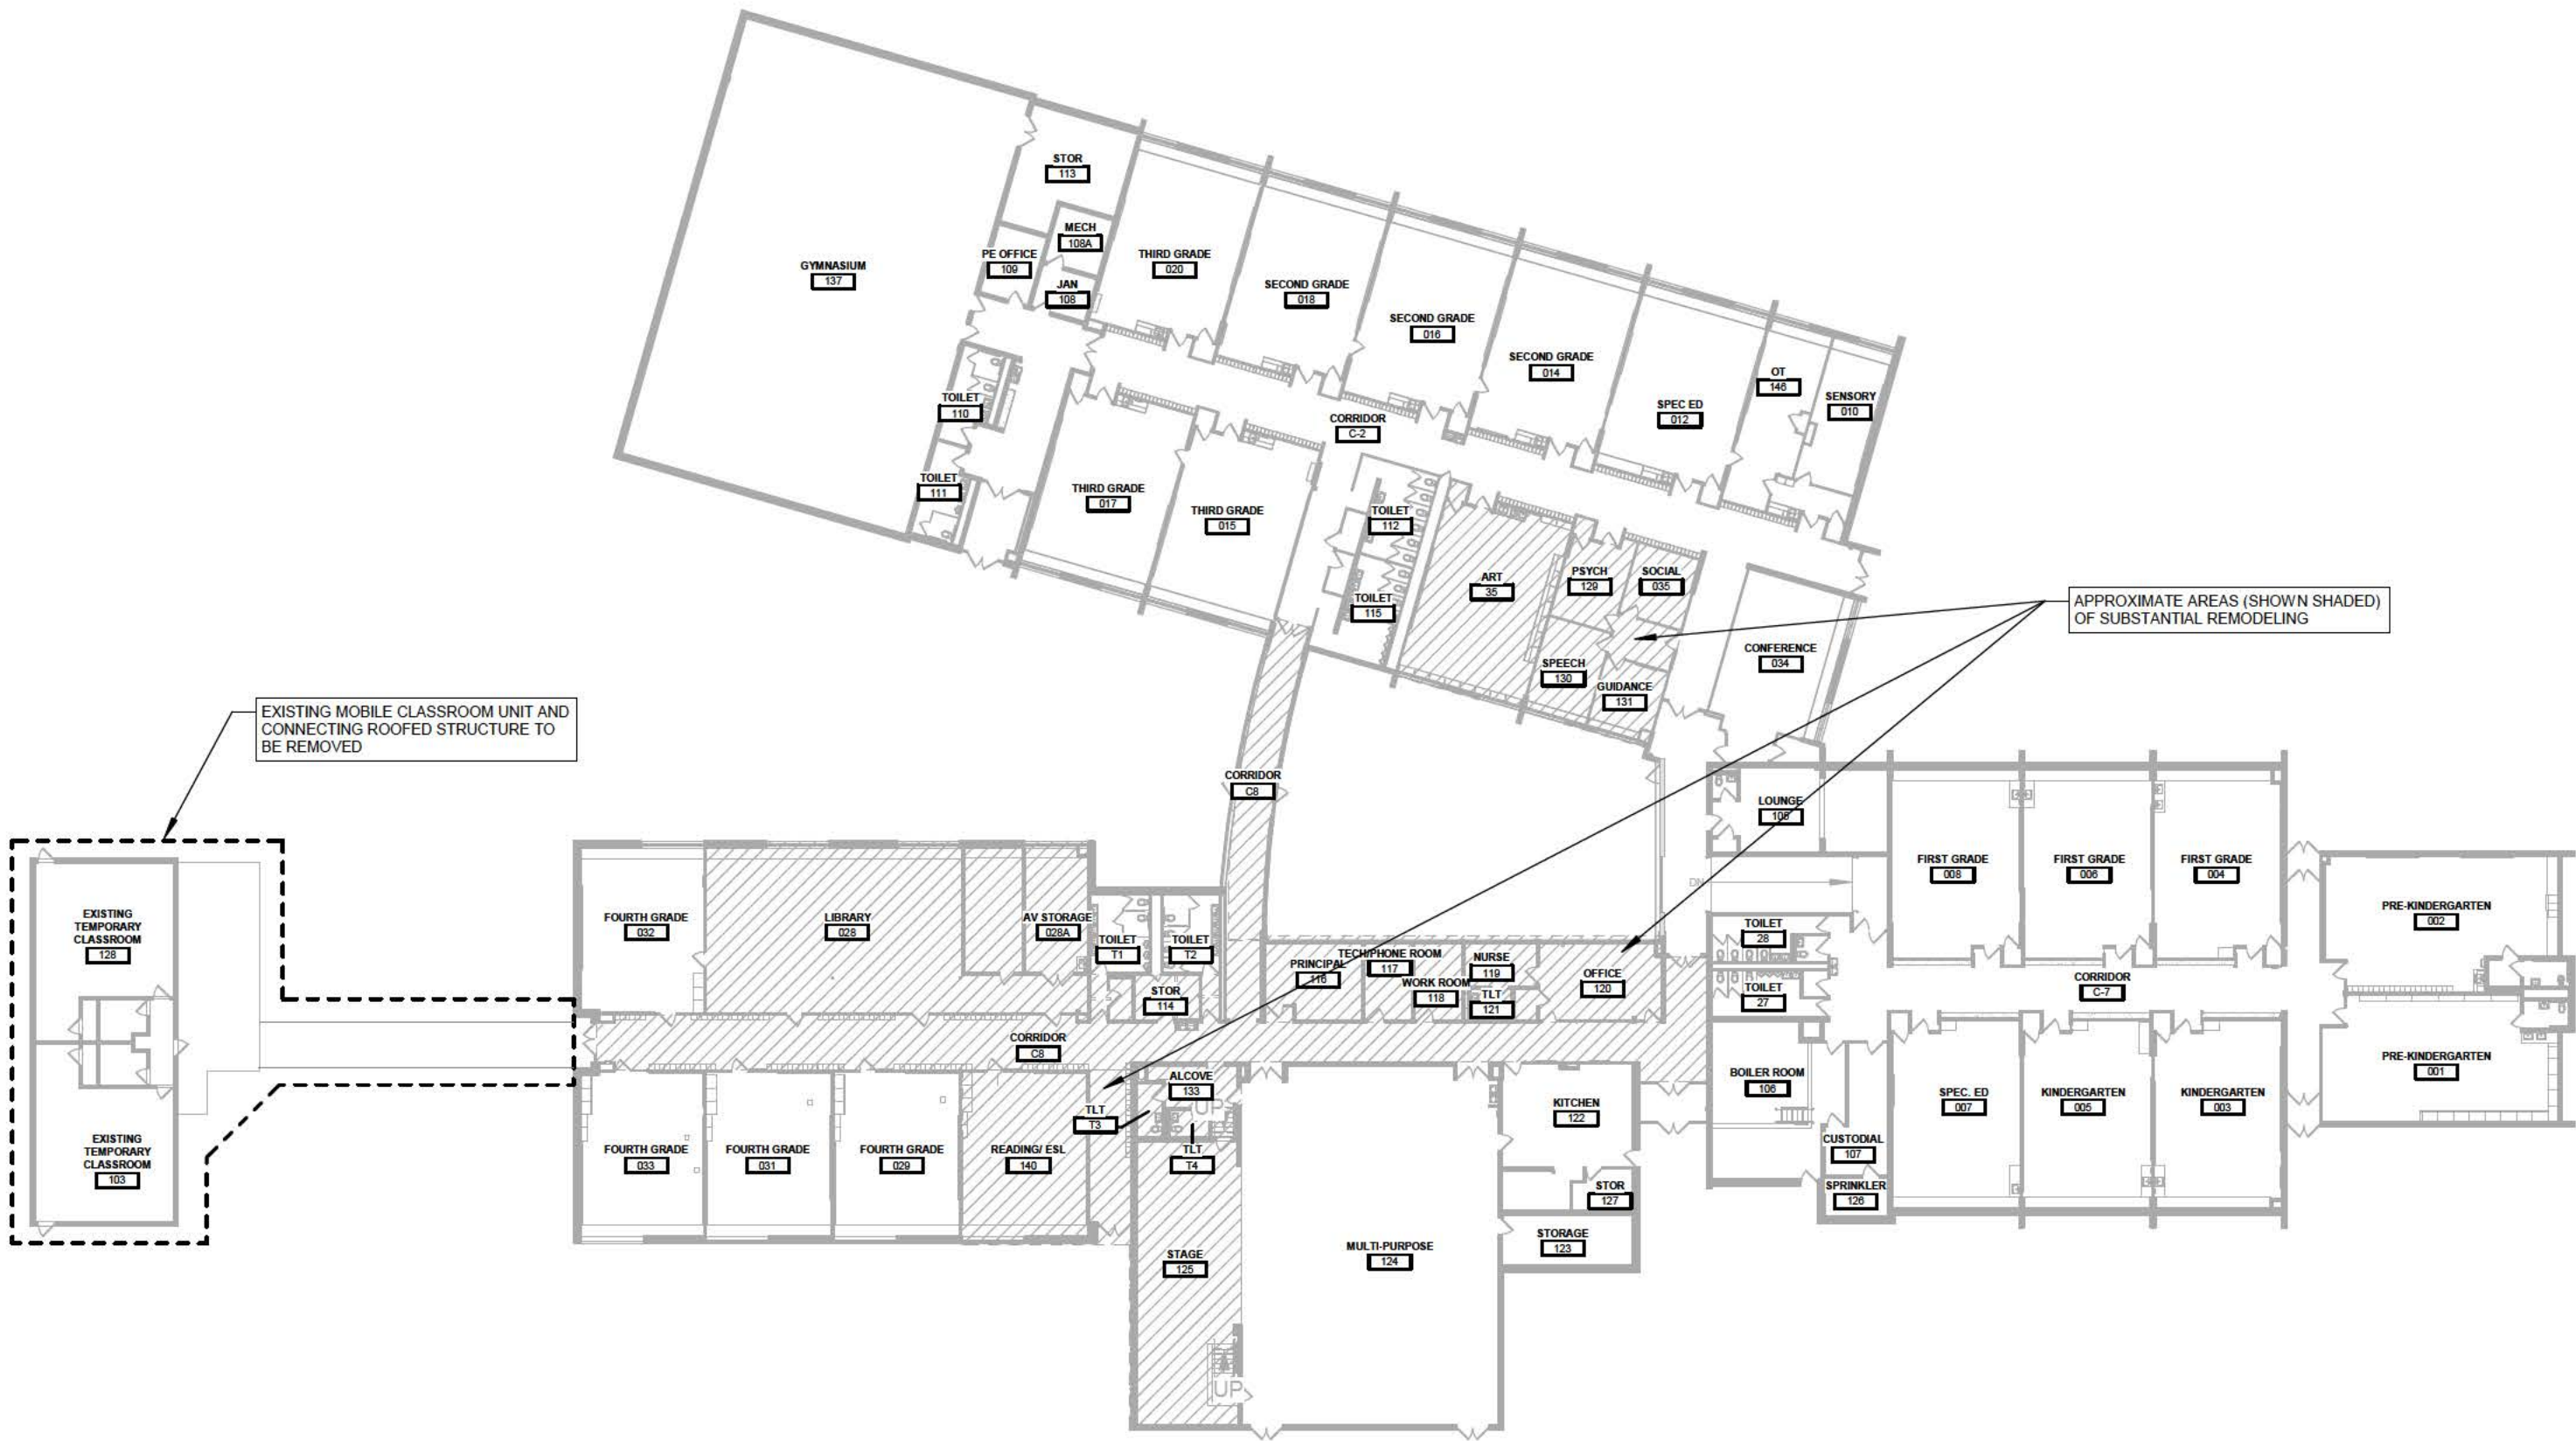 STOR
113
MECH
108A
PE OFFICE
109
JAN
108
GYMNASIUM
137
THIRD GRADE
020
SECOND GRADE
018
SECOND GRADE
016
SECOND GRADE
014
SPEC ED
012
OT
146
SENSORY
010
TOILET
110
TOILET
111
CORRIDOR
C-2
THIRD GRADE
017
THIRD GRADE
015
TOILET
112
TOILET
115
ART
35
PSYCH
129
SOCIAL
035
SPEECH
130
GUIDANCE
131
CONFERENCE
034
APPROXIMATE AREAS (SHOWN SHADED)
OF SUBSTANTIAL REMODELING
EXISTING MOBILE CLASSROOM UNIT AND
CONNECTING ROOFED STRUCTURE TO
BE REMOVED
CORRIDOR
C8
LOUNGE
105
FIRST GRADE
008
FIRST GRADE
006
FIRST GRADE
004
PRE-KINDERGARTEN
002
DN
EXISTING
TEMPORARY
CLASSROOM
128
FOURTH GRADE
032
LIBRARY
028
AV STORAGE
028A
TOILET
T1
TOILET
T2
STOR
114
PRINCIPAL
116
TECH/PHONE ROOM
117
WORK ROOM
118
NURSE
119
TLT
121
OFFICE
120
TOILET
28
TOILET
27
CORRIDOR
C-7
CORRIDOR
C8
ALCOVE
133
UP
TLT
T3
TLT
T4
KITCHEN
122
BOILER ROOM
106
SPEC. ED
007
KINDERGARTEN
005
KINDERGARTEN
003
PRE-KINDERGARTEN
001
EXISTING
TEMPORARY
CLASSROOM
103
FOURTH GRADE
033
FOURTH GRADE
031
FOURTH GRADE
029
READING/ ESL
140
CUSTODIAL
107
SPRINKLER
126
STOR
127
STORAGE
123
STAGE
125
MULTI-PURPOSE
124
UP